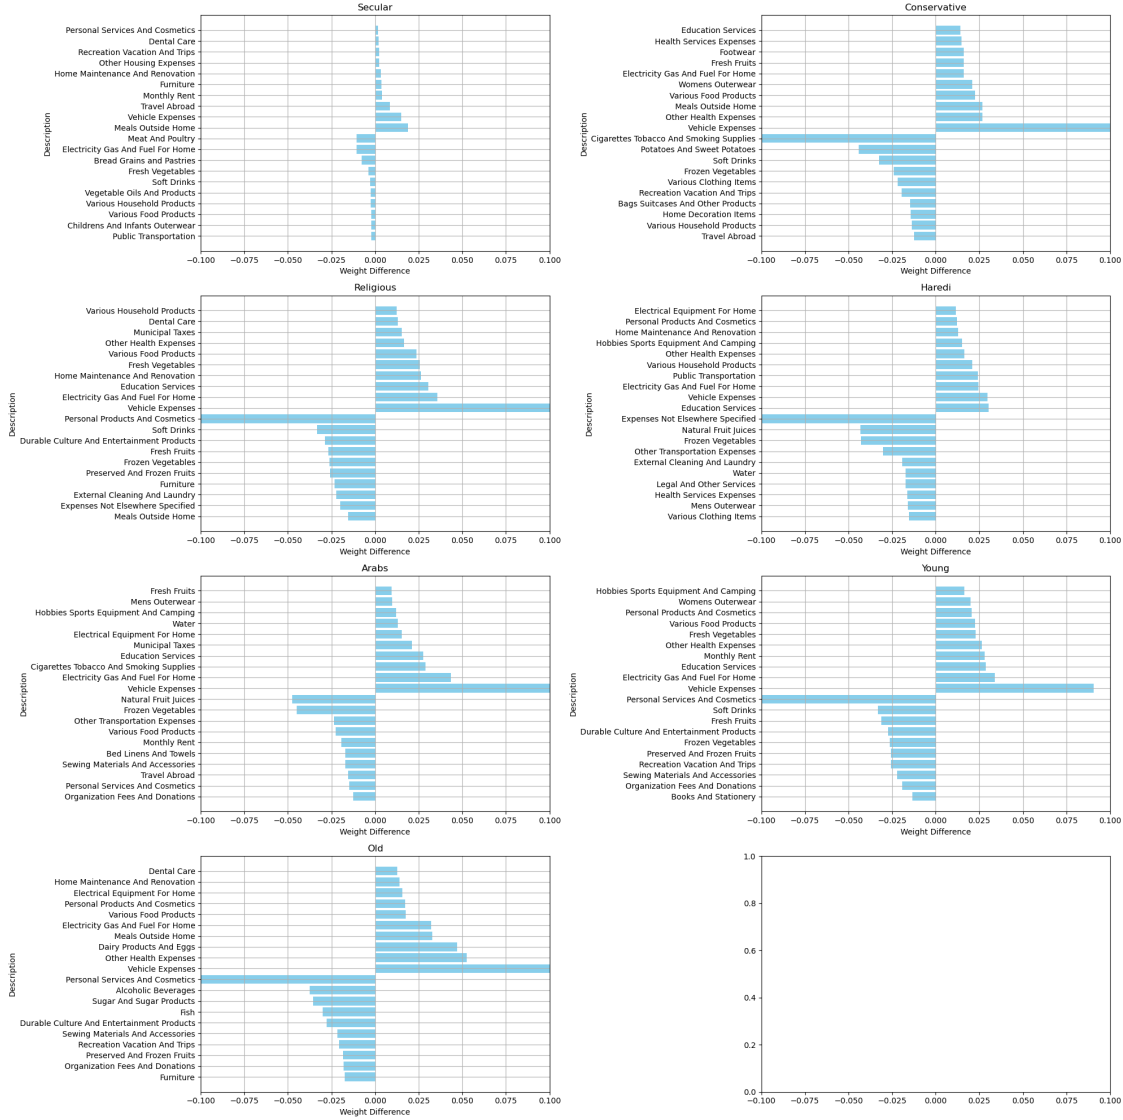 Secular
Description
Personal Services And Cosmetics
Dental Care
Recreation Vacation And Trips
Other Housing Expenses
Home Maintenance And Renovation
Furniture
Monthly Rent
Travel Abroad
Vehicle Expenses
Meals Outside Home
Meat And Poultry
Electricity Gas And Fuel For Home
Bread Grains and Pastries
Fresh Vegetables
Soft Drinks
Vegetable Oils And Products
Various Household Products
Various Food Products
Childrens And Infants Outerwear
Public Transportation
−0.100 −0.075 −0.050 −0.025 0.000 0.025 0.050 0.075 0.100
Weight Difference
Conservative
Description
Education Services
Health Services Expenses
Footwear
Fresh Fruits
Electricity Gas And Fuel For Home
Womens Outerwear
Various Food Products
Meals Outside Home
Other Health Expenses
Vehicle Expenses
Cigarettes Tobacco And Smoking Supplies
Potatoes And Sweet Potatoes
Soft Drinks
Frozen Vegetables
Various Clothing Items
Recreation Vacation And Trips
Bags Suitcases And Other Products
Home Decoration Items
Various Household Products
Travel Abroad
−0.100 −0.075 −0.050 −0.025 0.000 0.025 0.050 0.075 0.100
Weight Difference
Religious
Description
Various Household Products
Dental Care
Municipal Taxes
Other Health Expenses
Various Food Products
Fresh Vegetables
Home Maintenance And Renovation
Education Services
Electricity Gas And Fuel For Home
Vehicle Expenses
Personal Products And Cosmetics
Soft Drinks
Durable Culture And Entertainment Products
Fresh Fruits
Frozen Vegetables
Preserved And Frozen Fruits
Furniture
External Cleaning And Laundry
Expenses Not Elsewhere Specified
Meals Outside Home
−0.100 −0.075 −0.050 −0.025 0.000 0.025 0.050 0.075 0.100
Weight Difference
Haredi
Description
Electrical Equipment For Home
Personal Products And Cosmetics
Home Maintenance And Renovation
Hobbies Sports Equipment And Camping
Other Health Expenses
Various Household Products
Public Transportation
Electricity Gas And Fuel For Home
Vehicle Expenses
Education Services
Expenses Not Elsewhere Specified
Natural Fruit Juices
Frozen Vegetables
Other Transportation Expenses
External Cleaning And Laundry
Water
Legal And Other Services
Health Services Expenses
Mens Outerwear
Various Clothing Items
−0.100 −0.075 −0.050 −0.025 0.000 0.025 0.050 0.075 0.100
Weight Difference
Arabs
Description
Fresh Fruits
Mens Outerwear
Hobbies Sports Equipment And Camping
Water
Electrical Equipment For Home
Municipal Taxes
Education Services
Cigarettes Tobacco And Smoking Supplies
Electricity Gas And Fuel For Home
Vehicle Expenses
Natural Fruit Juices
Frozen Vegetables
Other Transportation Expenses
Various Food Products
Monthly Rent
Bed Linens And Towels
Sewing Materials And Accessories
Travel Abroad
Personal Services And Cosmetics
Organization Fees And Donations
−0.100 −0.075 −0.050 −0.025 0.000 0.025 0.050 0.075 0.100
Weight Difference
Young
Description
Hobbies Sports Equipment And Camping
Womens Outerwear
Personal Products And Cosmetics
Various Food Products
Fresh Vegetables
Other Health Expenses
Monthly Rent
Education Services
Electricity Gas And Fuel For Home
Vehicle Expenses
Personal Services And Cosmetics
Soft Drinks
Fresh Fruits
Durable Culture And Entertainment Products
Frozen Vegetables
Preserved And Frozen Fruits
Recreation Vacation And Trips
Sewing Materials And Accessories
Organization Fees And Donations
Books And Stationery
−0.100 −0.075 −0.050 −0.025 0.000 0.025 0.050 0.075 0.100
Weight Difference
Old
Description
Dental Care
Home Maintenance And Renovation
Electrical Equipment For Home
Personal Products And Cosmetics
Various Food Products
Electricity Gas And Fuel For Home
Meals Outside Home
Dairy Products And Eggs
Other Health Expenses
Vehicle Expenses
Personal Services And Cosmetics
Alcoholic Beverages
Sugar And Sugar Products
Fish
Durable Culture And Entertainment Products
Sewing Materials And Accessories
Recreation Vacation And Trips
Preserved And Frozen Fruits
Organization Fees And Donations
Furniture
−0.100 −0.075 −0.050 −0.025 0.000 0.025 0.050 0.075 0.100
Weight Difference
1.0
0.8
0.6
0.4
0.2
0.0
−0.100 −0.075 −0.050 −0.025 0.000 0.025 0.050 0.075 0.100